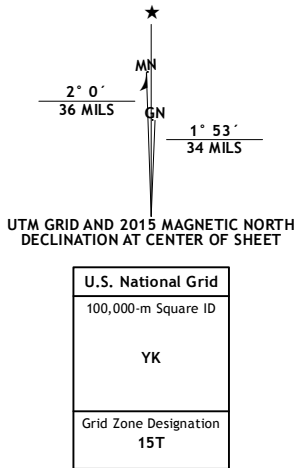 ★
MN
2° 0´
36 MILS
GN
1° 53´
34 MILS
UTM GRID AND 2015 MAGNETIC NORTH
DECLINATION AT CENTER OF SHEET
U.S. National Grid
100,000-m Square ID
YK
Grid Zone Designation
15T